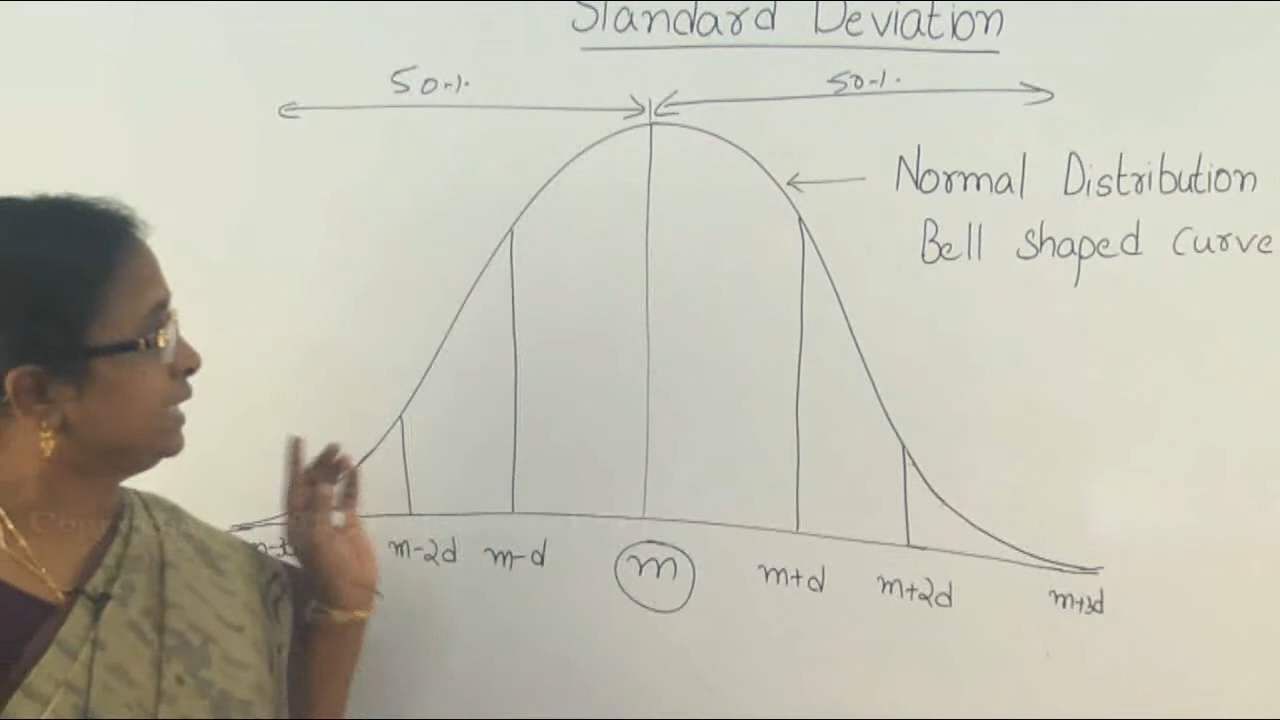 Standard Deviation
50%
50%
Normal Distribution
Bell shaped curve
m-2d
m-d
m
m+d
m+2d
m+3d